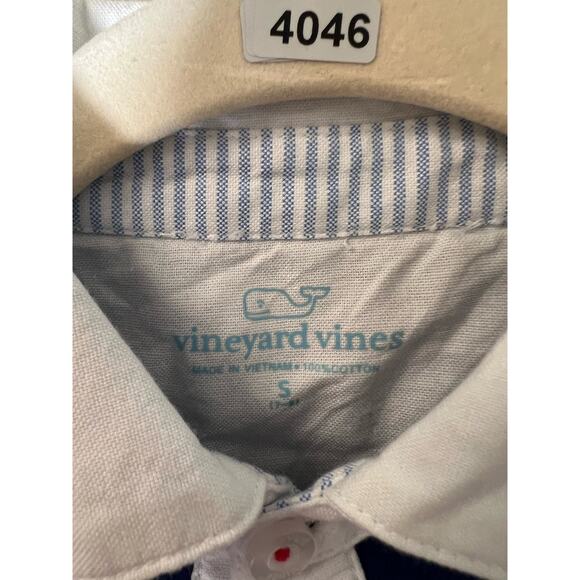 4046
vineyard vines
MADE IN VIETNAM • 100% COTTON
S